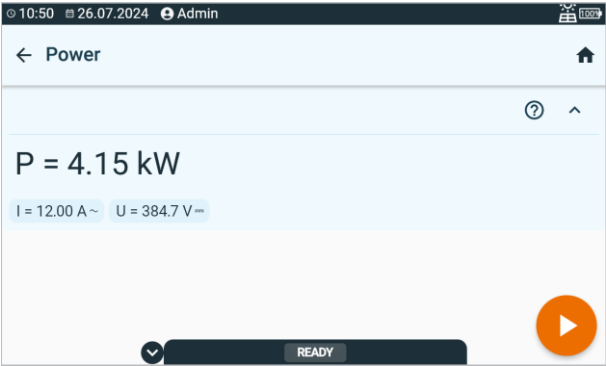 10:50 26.07.2024 Admin 100%
Power
?
P = 4.15 kW
I = 12.00 A ~ U = 384.7 V ⎓
READY